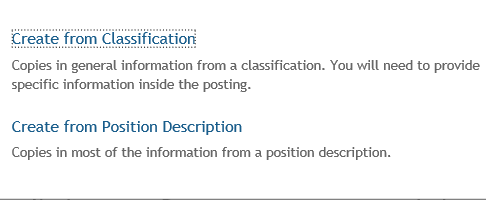 Create from Classification
Copies in general information from a classification. You will need to provide
specific information inside the posting.
Create from Position Description
Copies in most of the information from a position description.